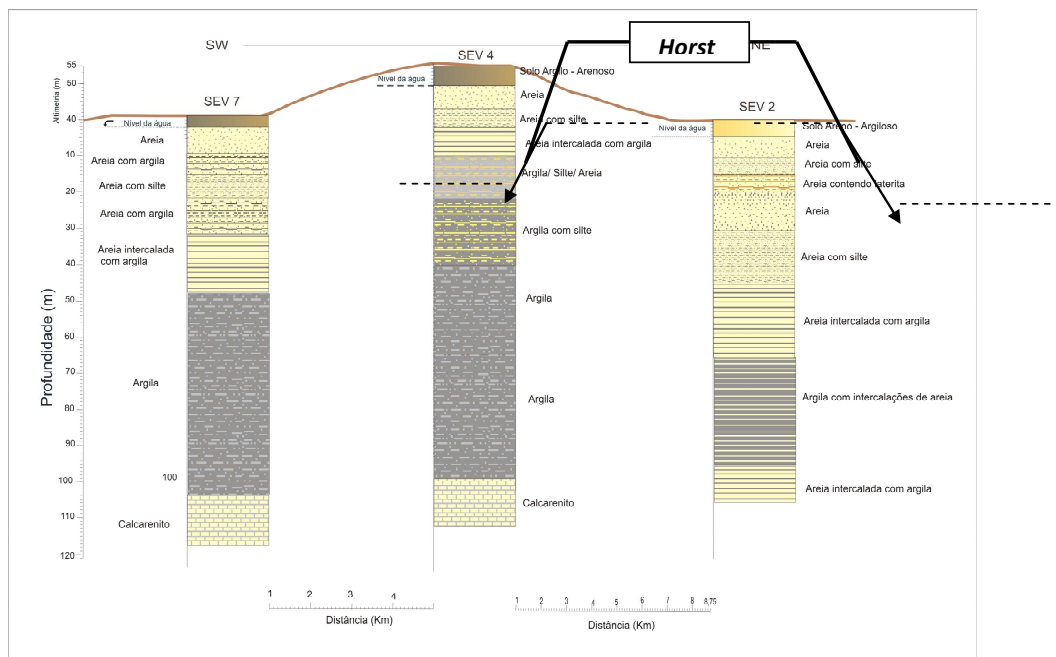 SW
Horst
NE
SEV 4
SEV 7
SEV 2
Altimetria (m)
55
50
40
10
20
30
40
50
60
70
80
90
100
110
120
Profundidade (m)
Nível da água
Areia
Areia com argila
Areia com silte
Areia com argila
Areia intercalada
com argila
Argila
100
Calcarenito
Nível da água
Solo Argilo - Arenoso
Areia
Areia com silte
Areia intercalada com argila
Argila/ Silte/ Areia
Argila com silte
Argila
Argila
Calcarenito
Nível da água
Solo Areno - Argiloso
Areia
Areia com silte
Areia contendo laterita
Areia
Areia com silte
Areia intercalada com argila
Argila com intercalações de areia
Areia intercalada com argila
1 2 3 4
Distância (Km)
1 2 3 4 5 6 7 8 8,75
Distância (Km)